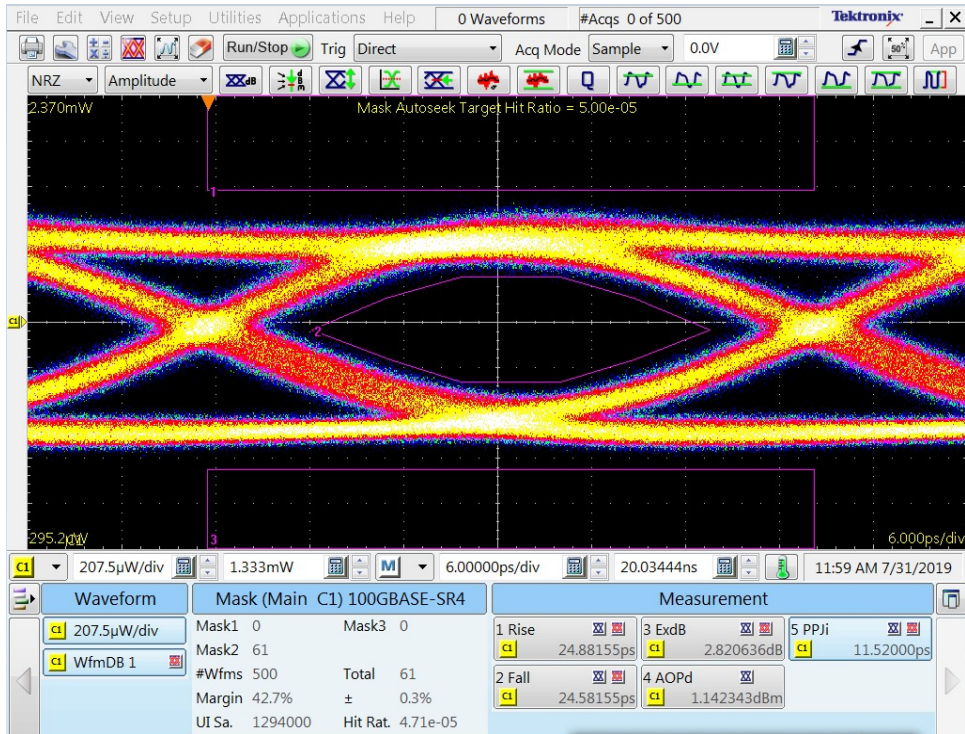 File Edit View Setup Utilities Applications Help 0 Waveforms #Acqs 0 of 500 Tektronix _ X
Run/Stop Trig Direct Acq Mode Sample 0.0V 50% App
NRZ Amplitude dB dBm Q
2.370mW Mask Autoseek Target Hit Ratio = 5.00e-05
1
C1 2
295.2µW 3 6.000ps/div
C1 207.5µW/div 1.333mW M 6.00000ps/div 20.03444ns 11:59 AM 7/31/2019
Waveform Mask (Main C1) 100GBASE-SR4 Measurement
C1 207.5µW/div Mask1 0 Mask3 0 1 Rise 3 ExdB 5 PPJi
Mask2 61 C1 24.88155ps C1 2.820636dB C1 11.52000ps
C1 WfmDB 1 #Wfms 500 Total 61 2 Fall 4 AOPd
Margin 42.7% ± 0.3% C1 24.58155ps C1 1.142343dBm
UI Sa. 1294000 Hit Rat. 4.71e-05